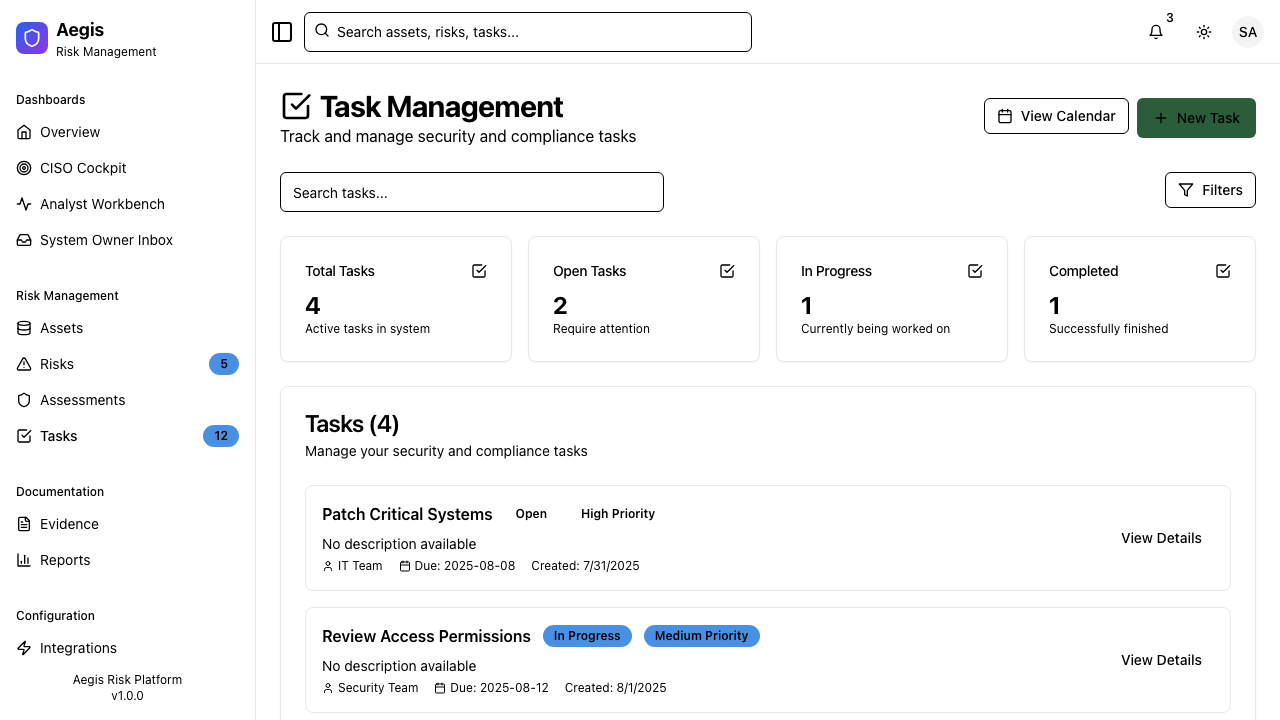 Aegis
Risk Management
Dashboards
Overview
CISO Cockpit
Analyst Workbench
System Owner Inbox
Risk Management
Assets
Risks
5
Assessments
Tasks
12
Documentation
Evidence
Reports
Configuration
Integrations
Aegis Risk Platform
v1.0.0
Search assets, risks, tasks...
3
SA
Task Management
Track and manage security and compliance tasks
View Calendar
New Task
Search tasks...
Filters
Total Tasks
4
Active tasks in system
Open Tasks
2
Require attention
In Progress
1
Currently being worked on
Completed
1
Successfully finished
Tasks (4)
Manage your security and compliance tasks
Patch Critical Systems Open High Priority
No description available
IT Team Due: 2025-08-08 Created: 7/31/2025
View Details
Review Access Permissions In Progress Medium Priority
No description available
Security Team Due: 2025-08-12 Created: 8/1/2025
View Details